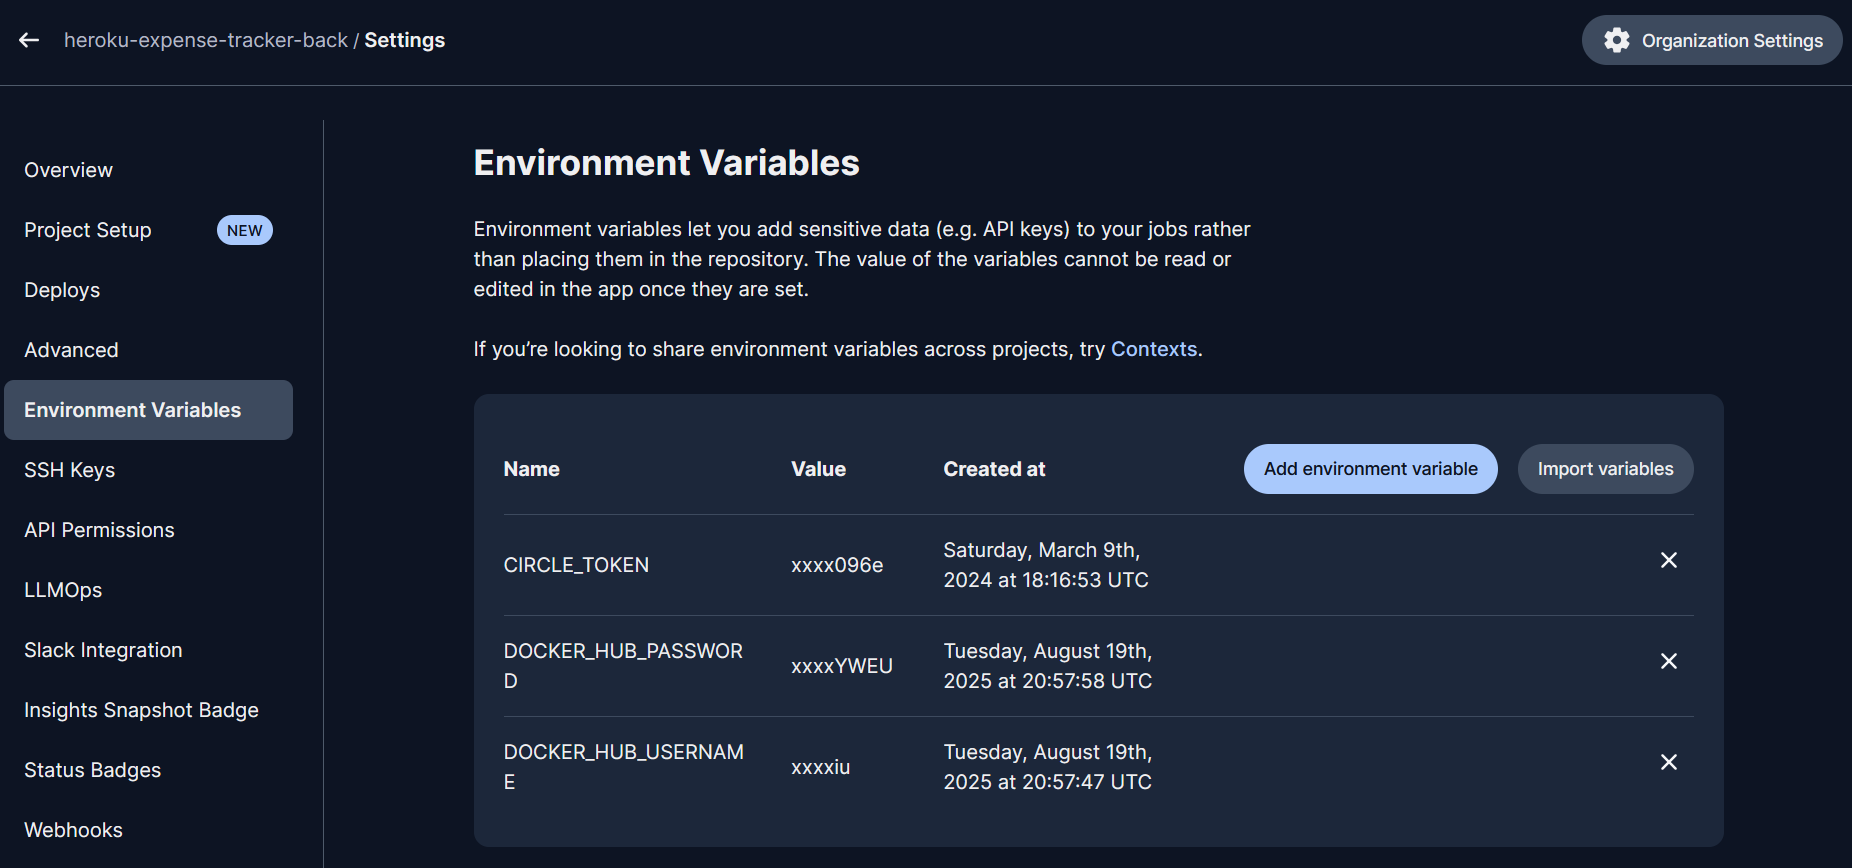 heroku-expense-tracker-back / Settings
Organization Settings
Overview
Project Setup NEW
Deploys
Advanced
Environment Variables
SSH Keys
API Permissions
LLMOps
Slack Integration
Insights Snapshot Badge
Status Badges
Webhooks
Environment Variables
Environment variables let you add sensitive data (e.g. API keys) to your jobs rather
than placing them in the repository. The value of the variables cannot be read or
edited in the app once they are set.
If you’re looking to share environment variables across projects, try Contexts.
Name Value Created at Add environment variable Import variables
CIRCLE_TOKEN xxxx096e Saturday, March 9th,
2024 at 18:16:53 UTC
DOCKER_HUB_PASSWOR xxxxYWEU Tuesday, August 19th,
D 2025 at 20:57:58 UTC
DOCKER_HUB_USERNAM xxxxiu Tuesday, August 19th,
E 2025 at 20:57:47 UTC